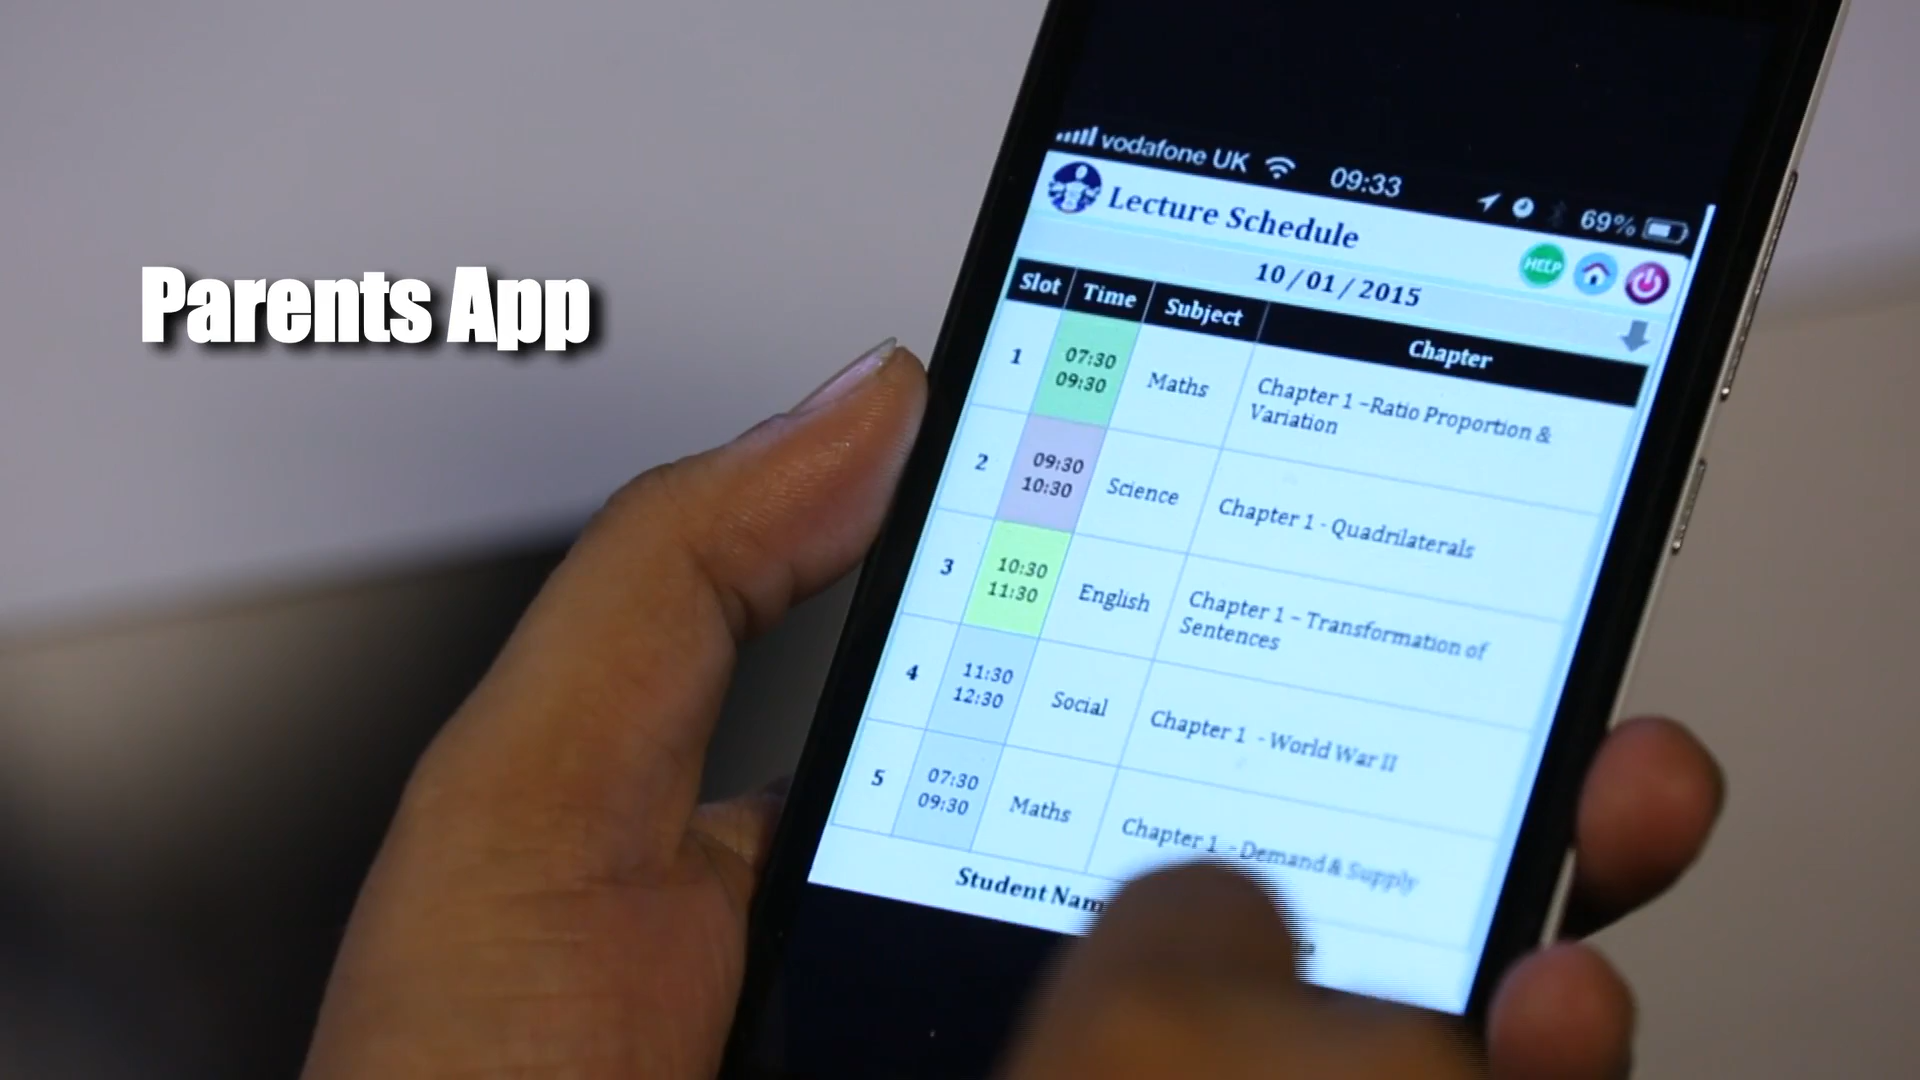 Parents App
vodafone UK 09:33 69%
Lecture Schedule
HELP
10 / 01 / 2015
Slot Time Subject Chapter
1 07:30 09:30 Maths Chapter 1 -Ratio Proportion & Variation
2 09:30 10:30 Science Chapter 1 - Quadrilaterals
3 10:30 11:30 English Chapter 1 - Transformation of Sentences
4 11:30 12:30 Social Chapter 1 - World War II
5 07:30 09:30 Maths Chapter 1 - Demand & Supply
Student